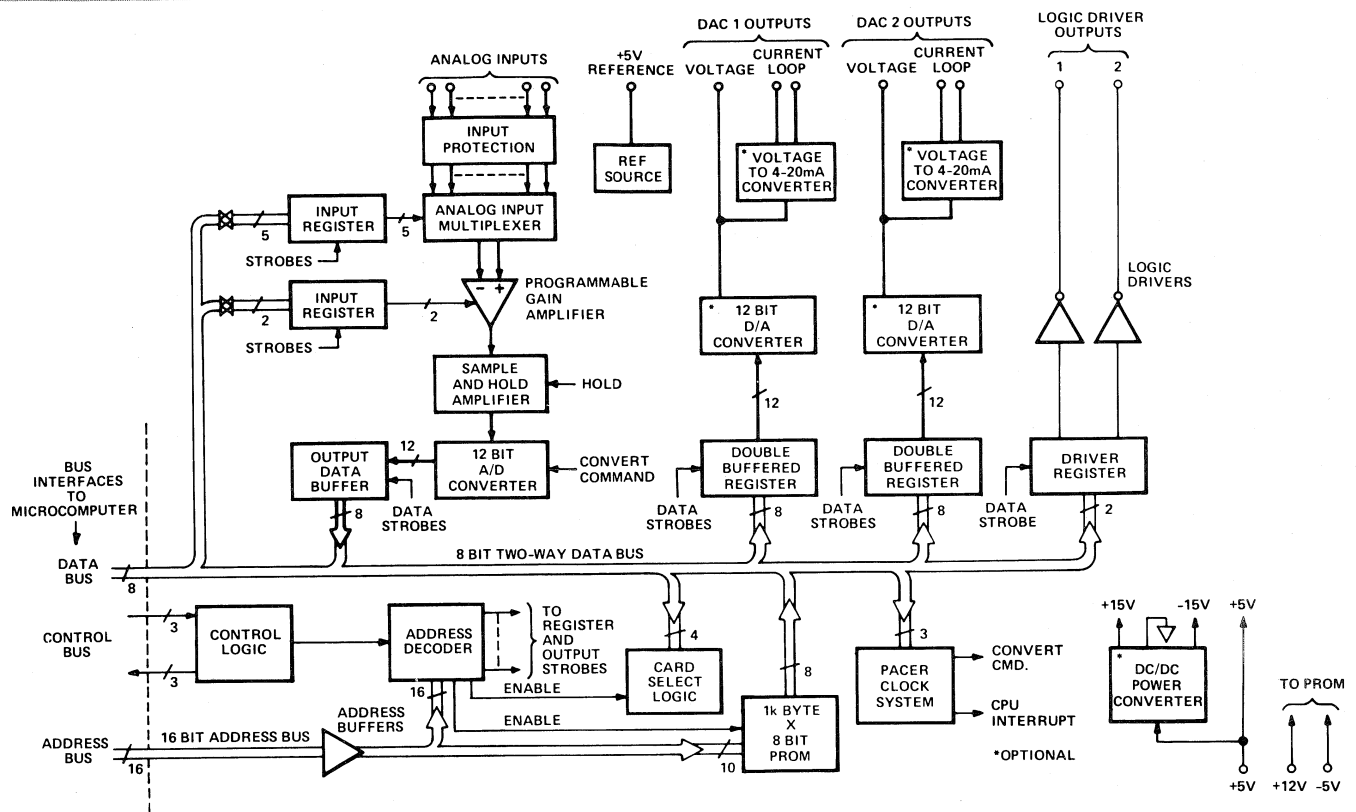 DAC 1 OUTPUTS
DAC 2 OUTPUTS
LOGIC DRIVER
OUTPUTS
ANALOG INPUTS
+5V
REFERENCE
VOLTAGE
CURRENT
LOOP
VOLTAGE
CURRENT
LOOP
1
2
INPUT
PROTECTION
REF
SOURCE
* VOLTAGE
TO 4-20mA
CONVERTER
* VOLTAGE
TO 4-20mA
CONVERTER
5
INPUT
REGISTER
5
ANALOG INPUT
MULTIPLEXER
STROBES
2
INPUT
REGISTER
2
STROBES
- +
PROGRAMMABLE
GAIN
AMPLIFIER
LOGIC
DRIVERS
* 12 BIT
D/A
CONVERTER
* 12 BIT
D/A
CONVERTER
SAMPLE
AND HOLD
AMPLIFIER
HOLD
12
12
OUTPUT
DATA
BUFFER
12
12 BIT
A/D
CONVERTER
CONVERT
COMMAND
DATA
STROBES
8
DOUBLE
BUFFERED
REGISTER
DATA
STROBES
8
DOUBLE
BUFFERED
REGISTER
DATA
STROBES
8
DRIVER
REGISTER
DATA
STROBE
2
BUS
INTERFACES
TO
MICROCOMPUTER
DATA
BUS
8
8 BIT TWO-WAY DATA BUS
CONTROL
BUS
3
3
CONTROL
LOGIC
ADDRESS
DECODER
TO
REGISTER
AND
OUTPUT
STROBES
16
ENABLE
ENABLE
4
CARD
SELECT
LOGIC
8
1k BYTE
X
8 BIT
PROM
10
3
PACER
CLOCK
SYSTEM
CONVERT
CMD.
CPU
INTERRUPT
*OPTIONAL
ADDRESS
BUS
16
16 BIT ADDRESS BUS
ADDRESS
BUFFERS
+15V
-15V
+5V
* DC/DC
POWER
CONVERTER
TO PROM
+5V
+12V
-5V